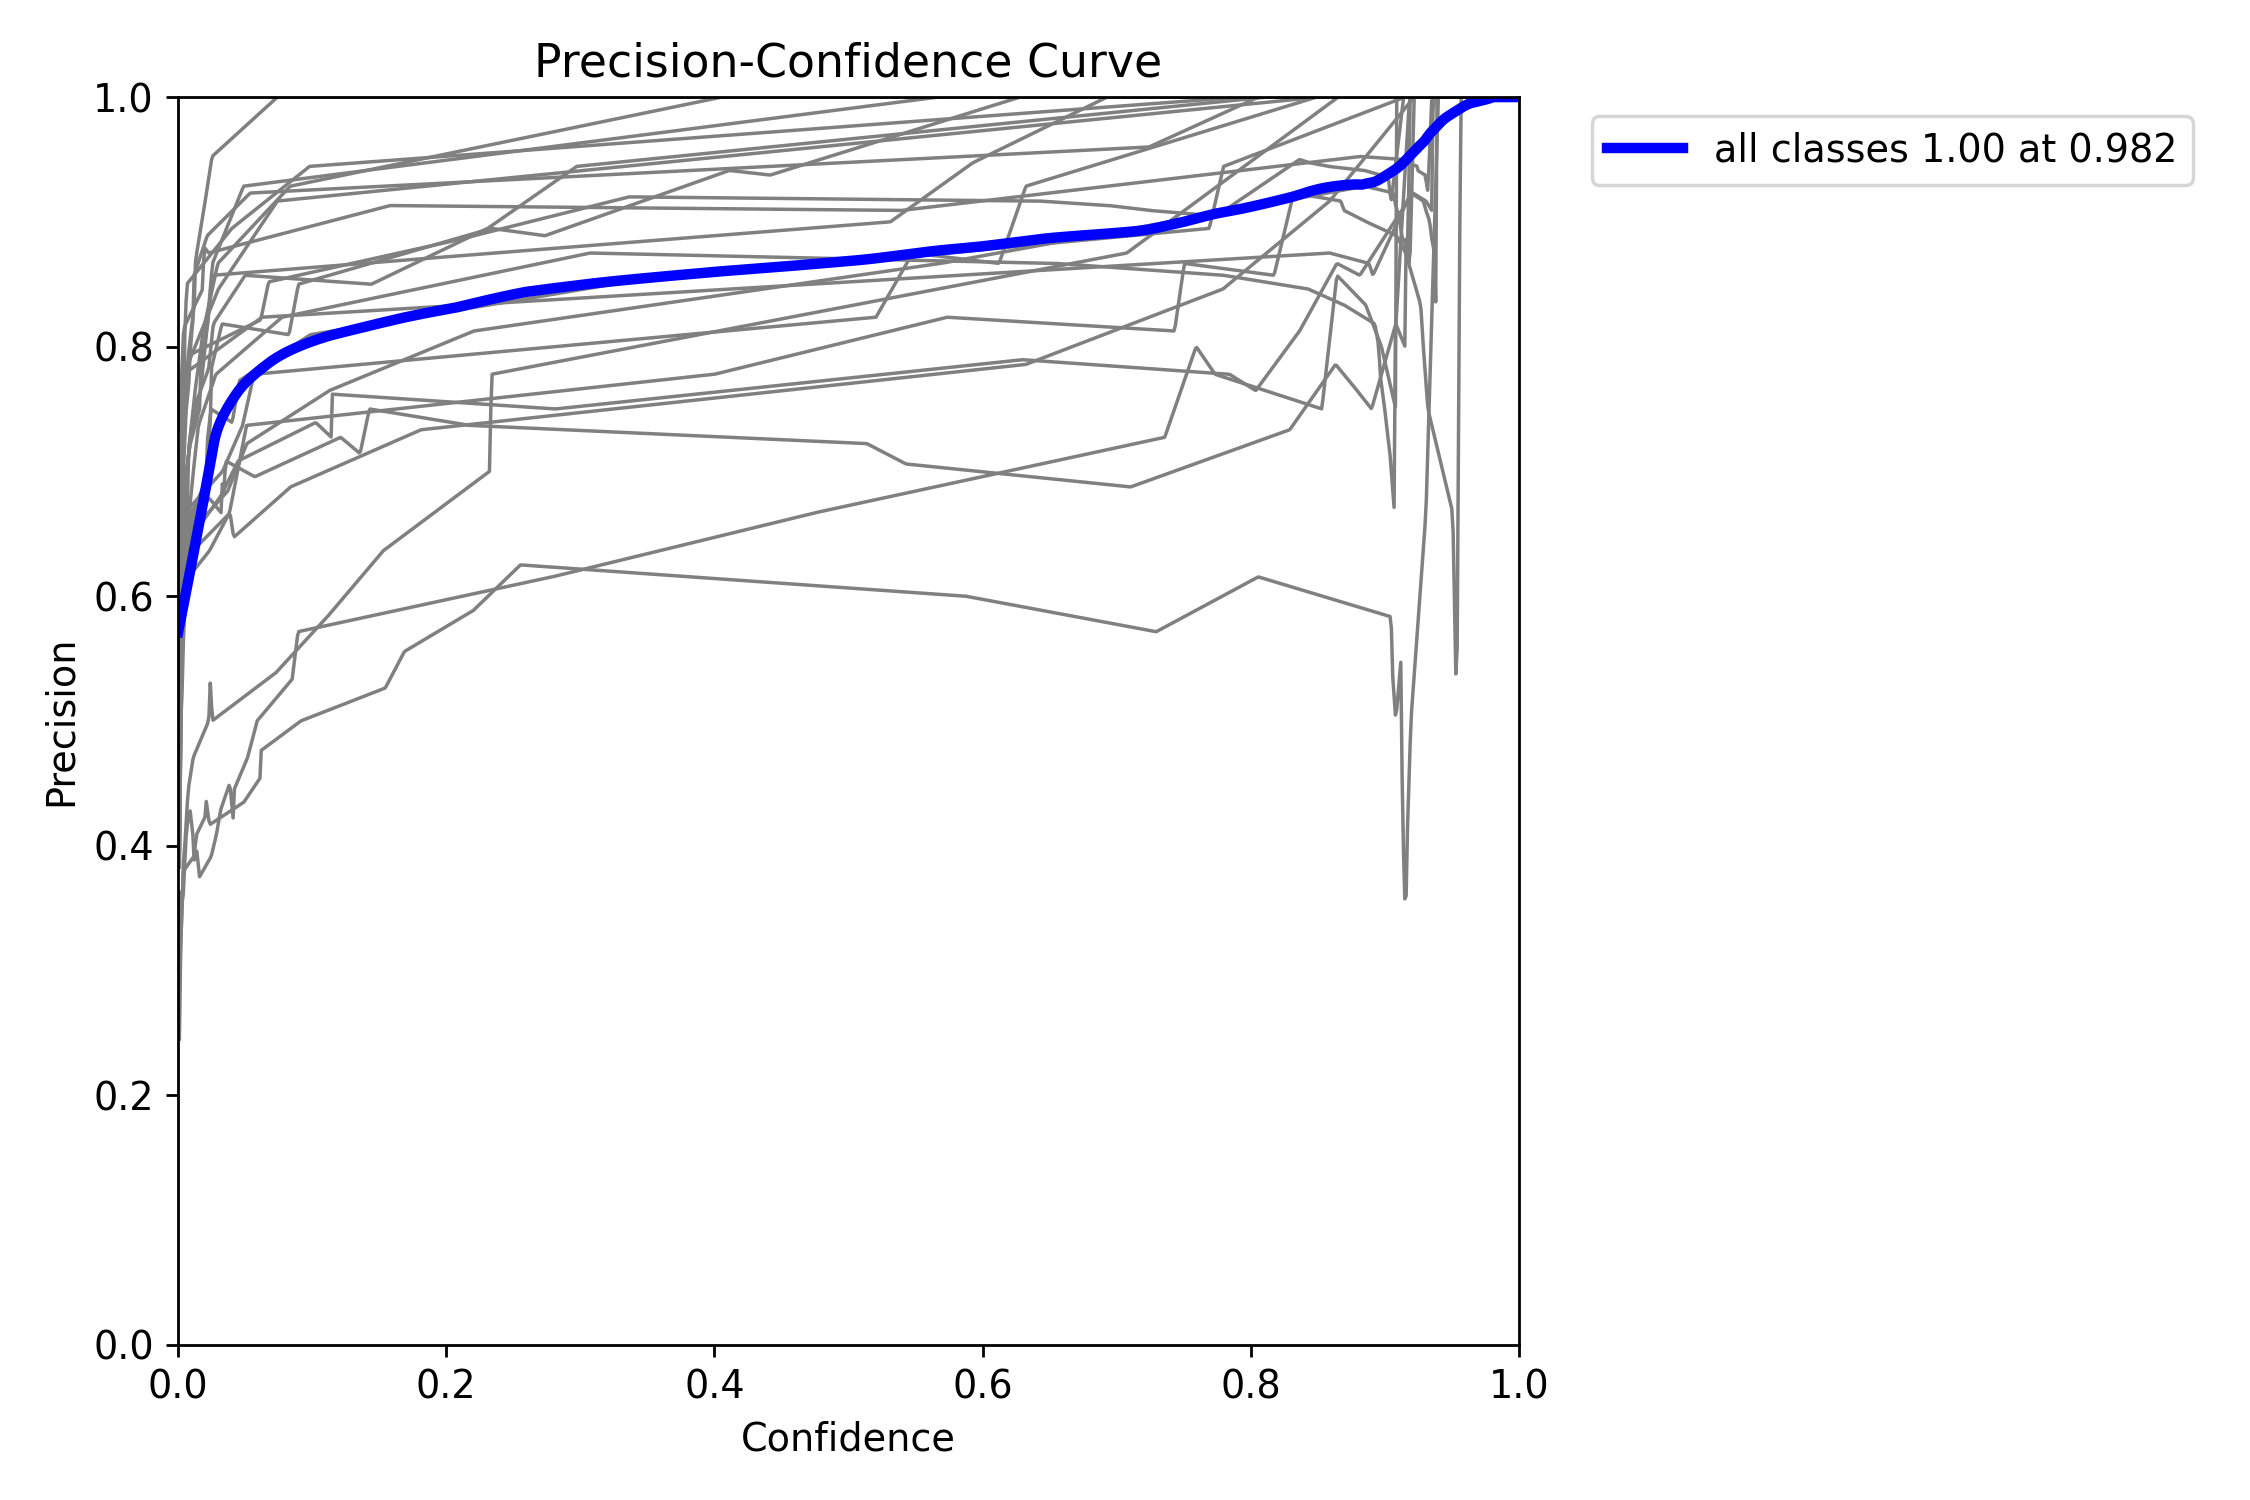 Precision-Confidence Curve
all classes 1.00 at 0.982
Precision
1.0
0.8
0.6
0.4
0.2
0.0
0.0 0.2 0.4 0.6 0.8 1.0
Confidence